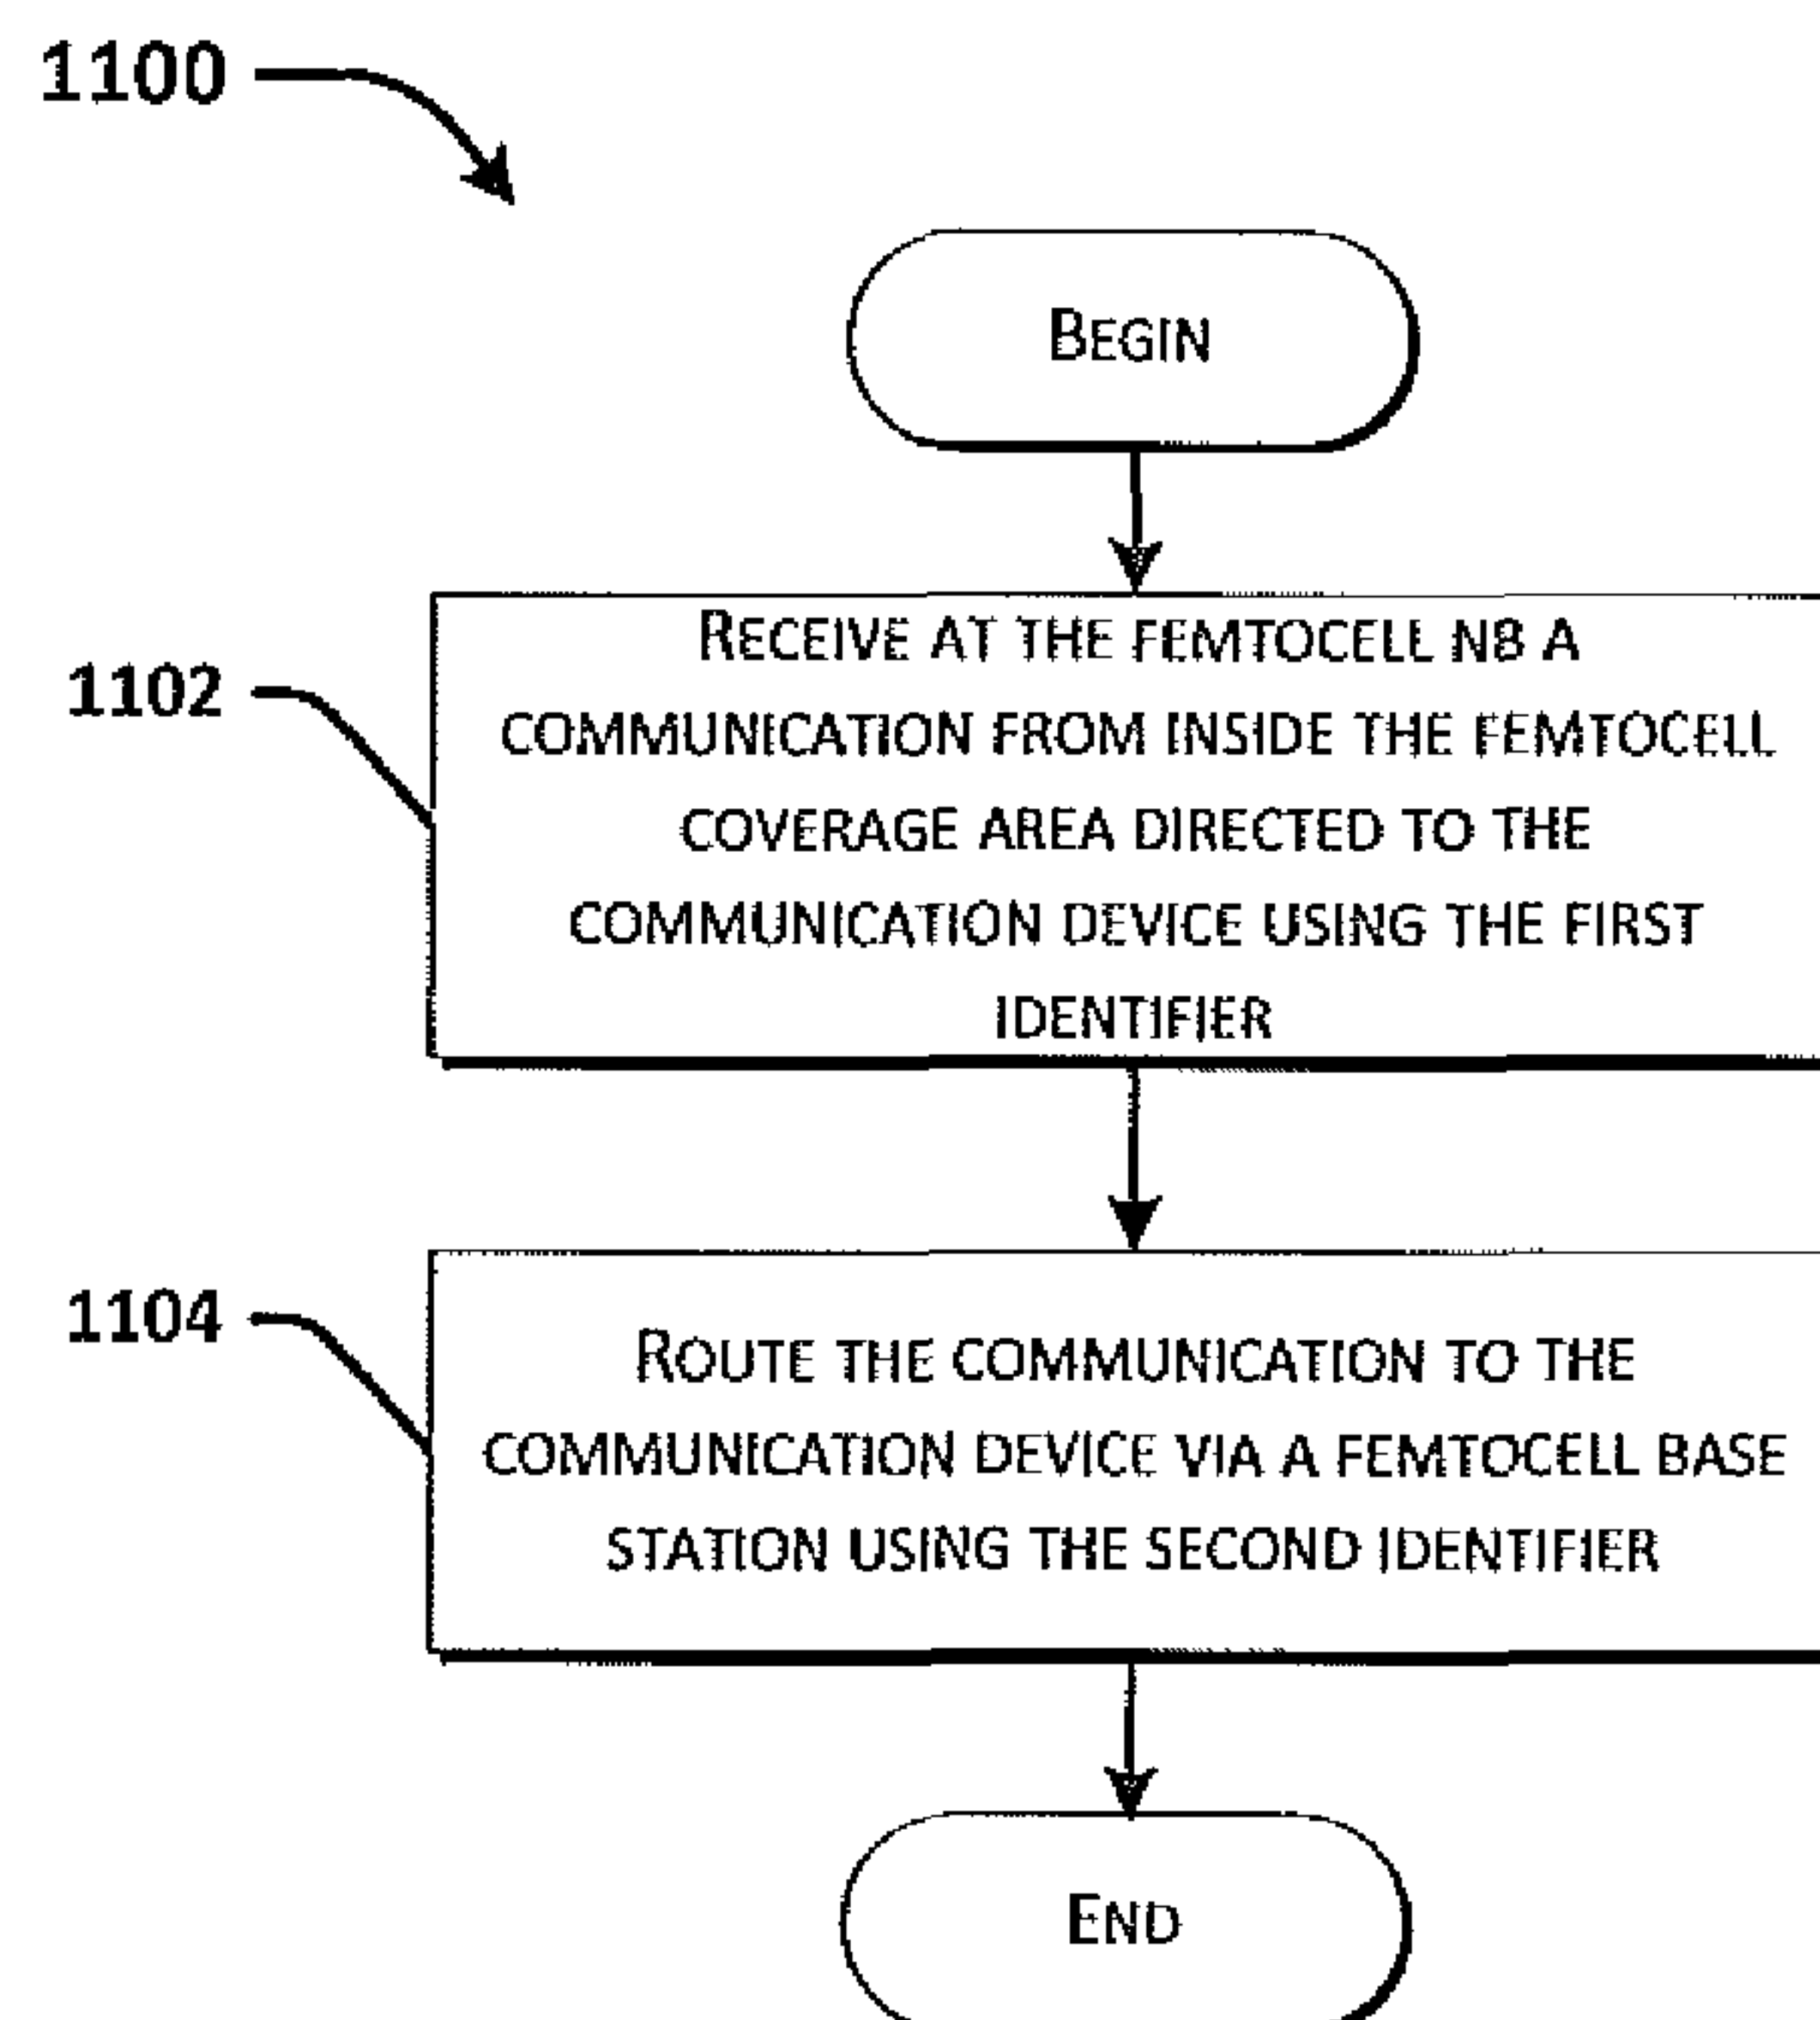 1100
BEGIN
1102
RECEIVE AT THE FEMTOCELL NB A
COMMUNICATION FROM INSIDE THE FEMTOCELL
COVERAGE AREA DIRECTED TO THE
COMMUNICATION DEVICE USING THE FIRST
IDENTIFIER
1104
ROUTE THE COMMUNICATION TO THE
COMMUNICATION DEVICE VIA A FEMTOCELL BASE
STATION USING THE SECOND IDENTIFIER
END